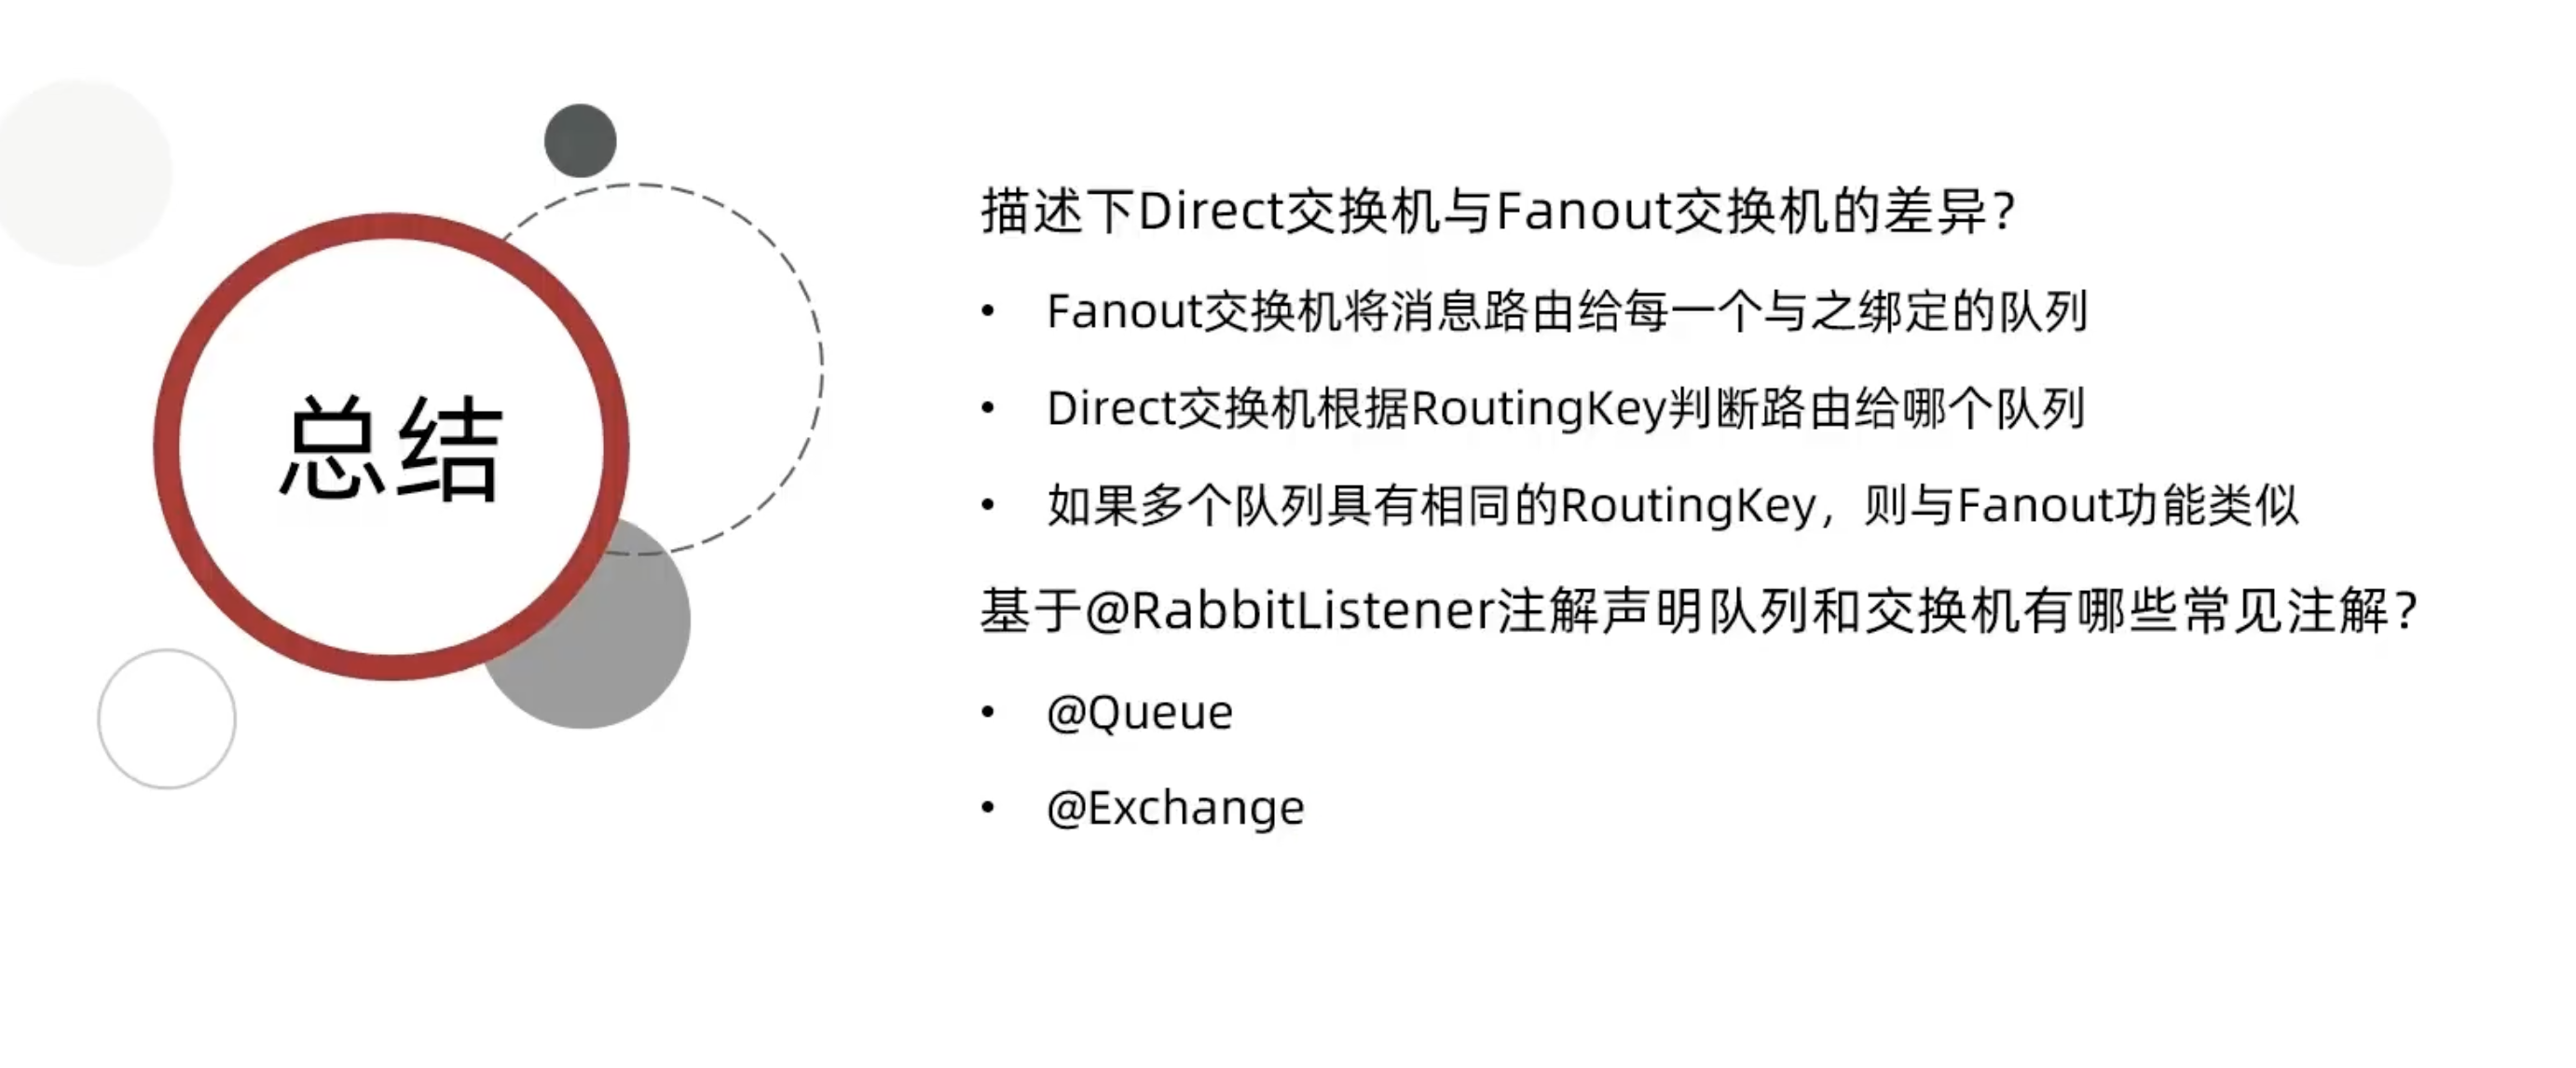 总结
描述下Direct交换机与Fanout交换机的差异？
• Fanout交换机将消息路由给每一个与之绑定的队列
• Direct交换机根据RoutingKey判断路由给哪个队列
• 如果多个队列具有相同的RoutingKey，则与Fanout功能类似
基于@RabbitListener注解声明队列和交换机有哪些常见注解？
• @Queue
• @Exchange